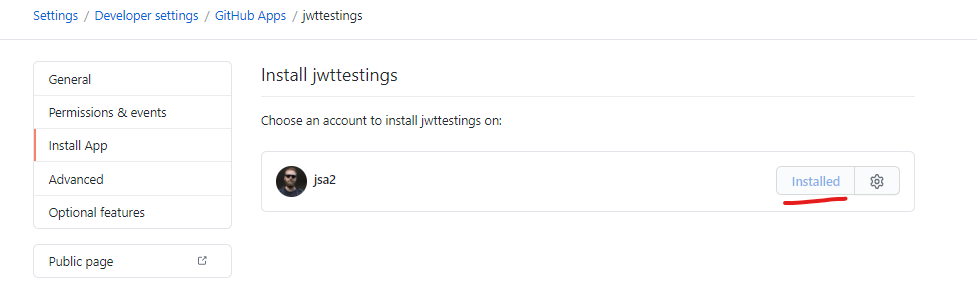 Settings / Developer settings / GitHub Apps / jwttestings
General
Permissions & events
Install App
Advanced
Optional features
Public page
Install jwttestings
Choose an account to install jwttestings on:
jsa2
Installed